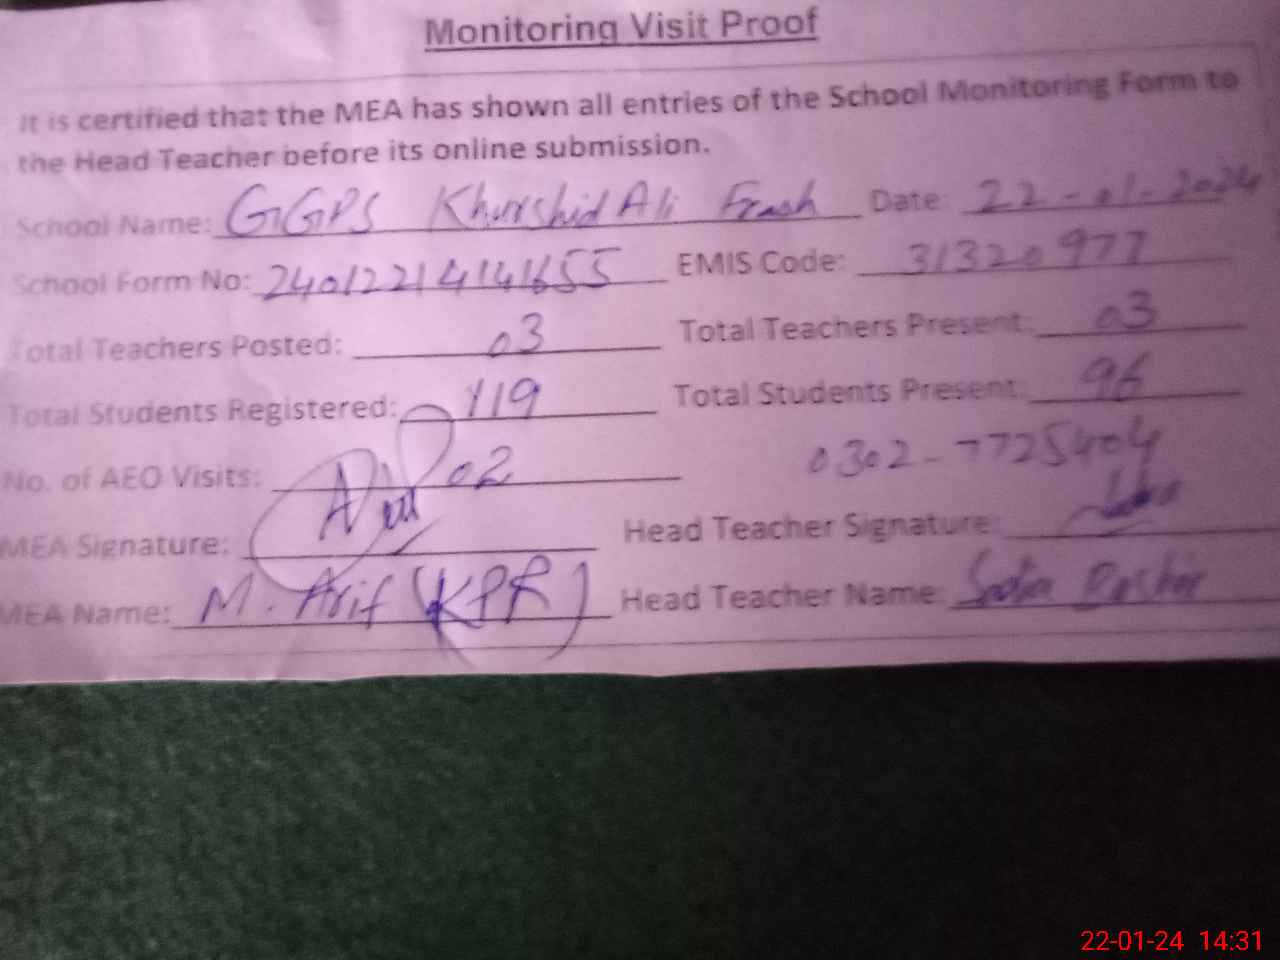 Monitoring Visit Proof
It is certified that the MEA has shown all entries of the School Monitoring Form to
the Head Teacher before its online submission.
School Name: GGPS Khurshid Ali Frash Date: 22-01-2024
School Form No: 24012214141655 EMIS Code: 31320977
Total Teachers Posted: 03 Total Teachers Present: 03
Total Students Registered: 119 Total Students Present: 96
No. of AEO Visits: 02 0302-7725404
MEA Signature: Head Teacher Signature:
MEA Name: M. Arif (KPR) Head Teacher Name:
22-01-24 14:31